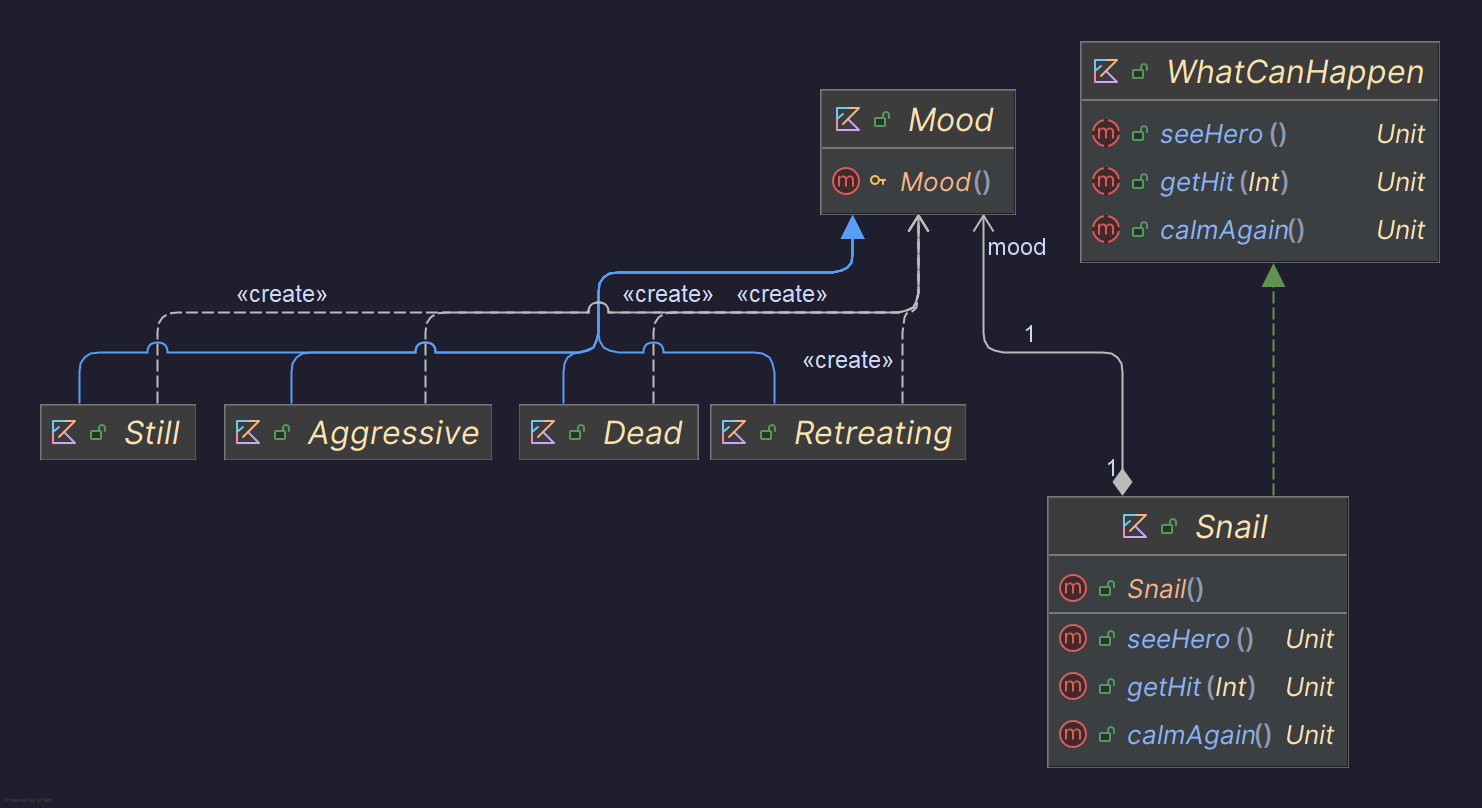 WhatCanHappen
seeHero () Unit
getHit (Int) Unit
calmAgain() Unit
Mood
Mood()
mood
1
1
«create»
«create»
«create»
«create»
Still
Aggressive
Dead
Retreating
Snail
Snail()
seeHero () Unit
getHit (Int) Unit
calmAgain() Unit